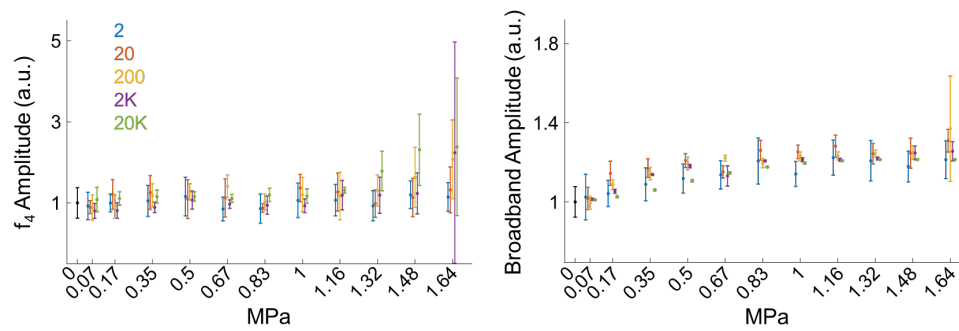 f4 Amplitude (a.u.)
5
3
1
2
20
200
2K
20K
0 0.07 0.17 0.35 0.5 0.67 0.83 1 1.16 1.32 1.48 1.64
MPa
Broadband Amplitude (a.u.)
1.8
1.4
1
0 0.07 0.17 0.35 0.5 0.67 0.83 1 1.16 1.32 1.48 1.64
MPa